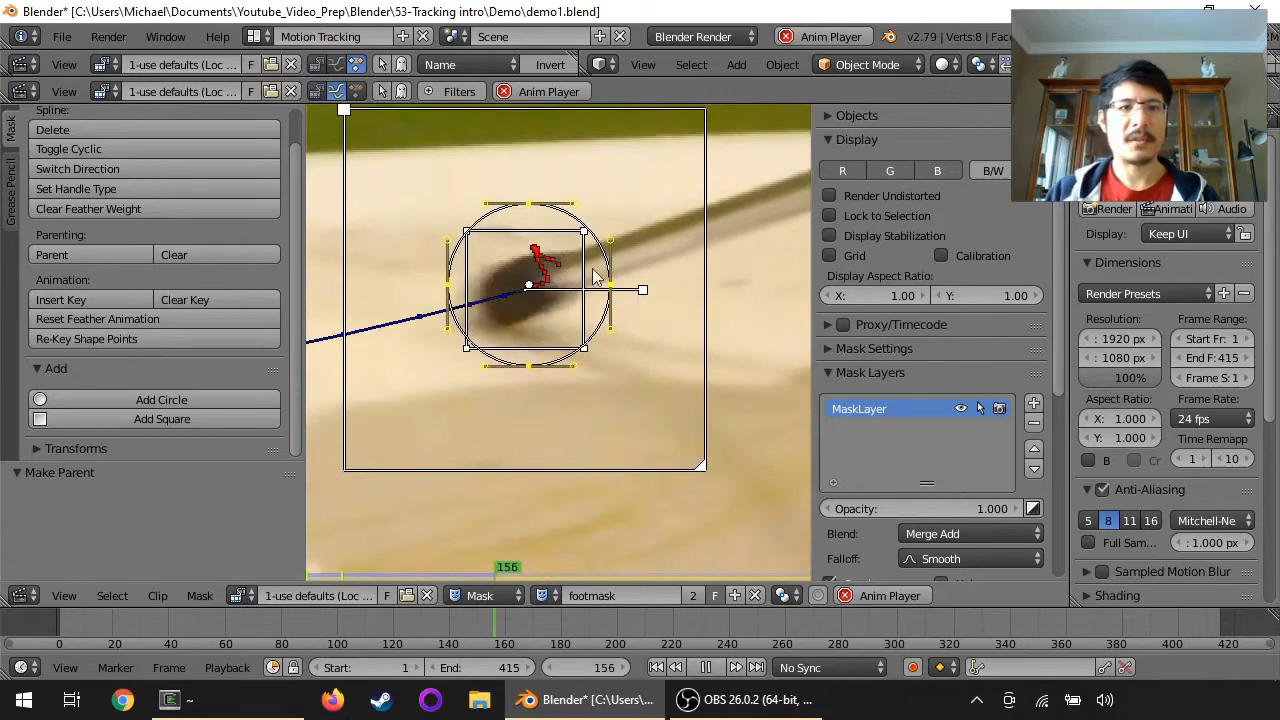 Blender* [C:\Users\Michael\Documents\Youtube_Video_Prep\Blender\53-Tracking intro\Demo\demo1.blend]
File Render Window Help Motion Tracking Scene Blender Render Anim Player v2.79 | Verts:8 | Fac
View 1-use defaults (Loc ... F Name Invert View Select Add Object Object Mode
View 1-use defaults (Loc ... F Filters Anim Player
Mask
Grease Pencil
Spline:
Delete
Toggle Cyclic
Switch Direction
Set Handle Type
Clear Feather Weight
Parenting:
Parent Clear
Animation:
Insert Key Clear Key
Reset Feather Animation
Re-Key Shape Points
Add
Add Circle
Add Square
Transforms
Make Parent
156
Objects
Display
R G B B/W
Render Undistorted
Lock to Selection
Display Stabilization
Grid Calibration
Display Aspect Ratio:
X: 1.00 Y: 1.00
Proxy/Timecode
Mask Settings
Mask Layers
MaskLayer
Opacity: 1.000
Blend: Merge Add
Falloff: Smooth
Render Animati Audio
Display: Keep UI
Dimensions
Render Presets
Resolution: Frame Range:
: 1920 px Start Fr: 1
: 1080 px End F: 415
100% Frame S: 1
Aspect Ratio: Frame Rate:
X: 1.000 24 fps
Y: 1.000 Time Remapp
B Cr 1 10
Anti-Aliasing
5 8 11 16 Mitchell-Ne
Full Sam... : 1.000 px
Sampled Motion Blur
Shading
View Select Clip Mask 1-use defaults (Loc ... F Mask footmask 2 F Anim Player
0 20 40 60 80 100 120 140 160 180 200 220 240 260 280 300 320 340 360 380 400 420
View Marker Frame Playback Start: 1 End: 415 156 No Sync
~ Blender* [C:\Users\... OBS 26.0.2 (64-bit, ...